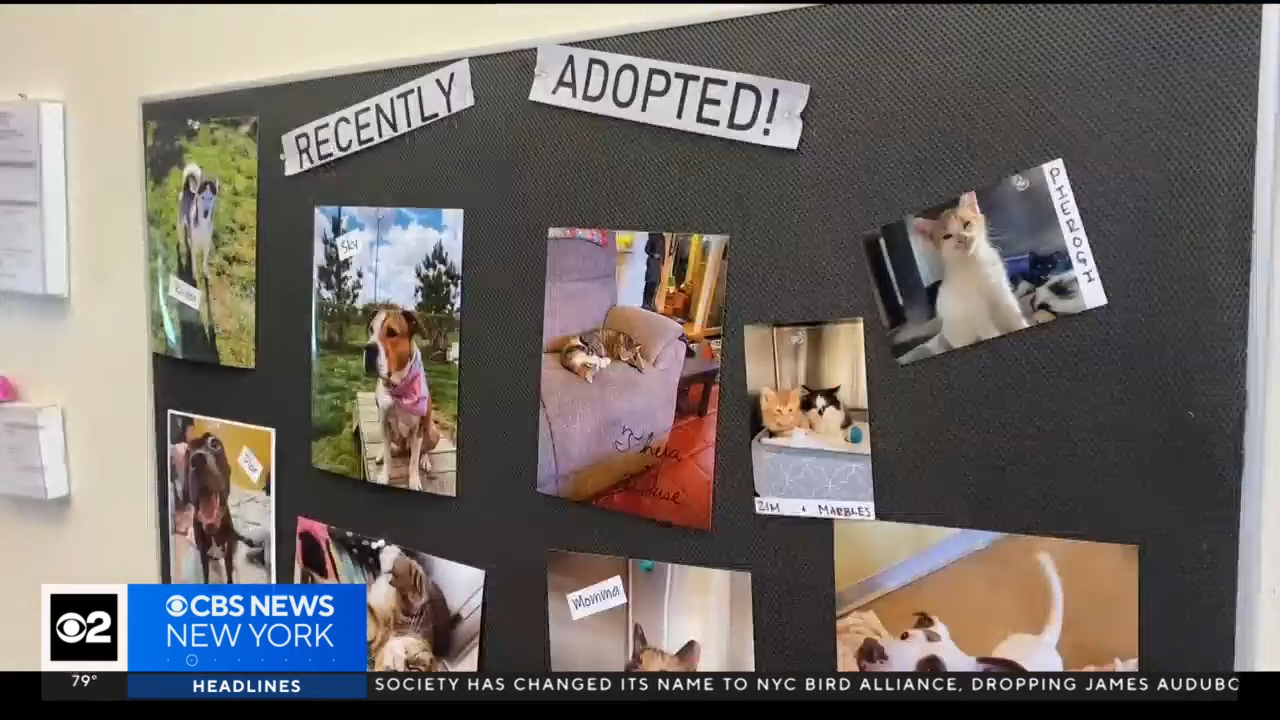 RECENTLY ADOPTED!
PIEROGI
Sky
ZIM + MARBLES
Momma
2
CBS NEWS
NEW YORK
79°
HEADLINES
SOCIETY HAS CHANGED ITS NAME TO NYC BIRD ALLIANCE, DROPPING JAMES AUDUBO